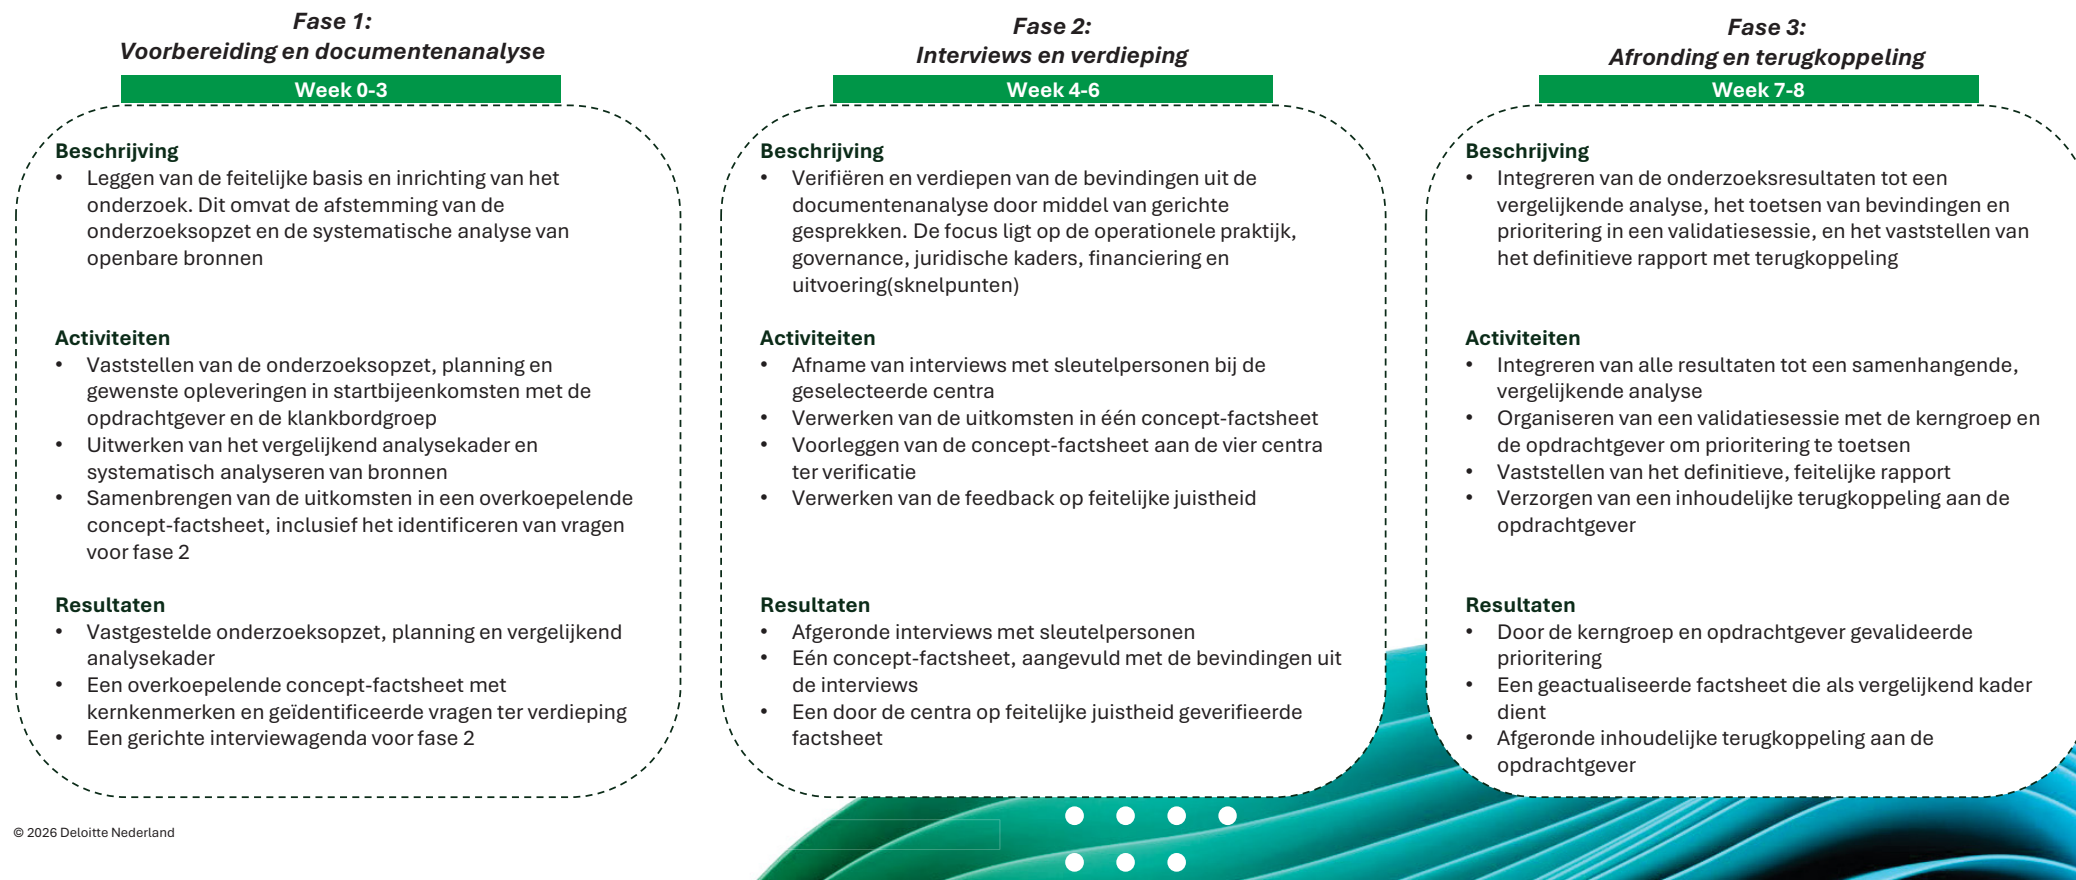 Fase 1:
Voorbereiding en documentenanalyse
Week 0-3
Beschrijving
• Leggen van de feitelijke basis en inrichting van het
onderzoek. Dit omvat de afstemming van de
onderzoeksopzet en de systematische analyse van
openbare bronnen
Activiteiten
• Vaststellen van de onderzoeksopzet, planning en
gewenste opleveringen in startbijeenkomsten met de
opdrachtgever en de klankbordgroep
• Uitwerken van het vergelijkend analysekader en
systematisch analyseren van bronnen
• Samenbrengen van de uitkomsten in een overkoepelende
concept-factsheet, inclusief het identificeren van vragen
voor fase 2
Resultaten
• Vastgestelde onderzoeksopzet, planning en vergelijkend
analysekader
• Een overkoepelende concept-factsheet met
kernkenmerken en geïdentificeerde vragen ter verdieping
• Een gerichte interviewagenda voor fase 2
Fase 2:
Interviews en verdieping
Week 4-6
Beschrijving
• Verifiëren en verdiepen van de bevindingen uit de
documentenanalyse door middel van gerichte
gesprekken. De focus ligt op de operationele praktijk,
governance, juridische kaders, financiering en
uitvoering(sknelpunten)
Activiteiten
• Afname van interviews met sleutelpersonen bij de
geselecteerde centra
• Verwerken van de uitkomsten in één concept-factsheet
• Voorleggen van de concept-factsheet aan de vier centra
ter verificatie
• Verwerken van de feedback op feitelijke juistheid
Resultaten
• Afgeronde interviews met sleutelpersonen
• Eén concept-factsheet, aangevuld met de bevindingen uit
de interviews
• Een door de centra op feitelijke juistheid geverifieerde
factsheet
Fase 3:
Afronding en terugkoppeling
Week 7-8
Beschrijving
• Integreren van de onderzoeksresultaten tot een
vergelijkende analyse, het toetsen van bevindingen en
prioritering in een validatiesessie, en het vaststellen van
het definitieve rapport met terugkoppeling
Activiteiten
• Integreren van alle resultaten tot een samenhangende,
vergelijkende analyse
• Organiseren van een validatiesessie met de kerngroep en
de opdrachtgever om prioritering te toetsen
• Vaststellen van het definitieve, feitelijke rapport
• Verzorgen van een inhoudelijke terugkoppeling aan de
opdrachtgever
Resultaten
• Door de kerngroep en opdrachtgever gevalideerde
prioritering
• Een geactualiseerde factsheet die als vergelijkend kader
dient
• Afgeronde inhoudelijke terugkoppeling aan de
opdrachtgever
© 2026 Deloitte Nederland